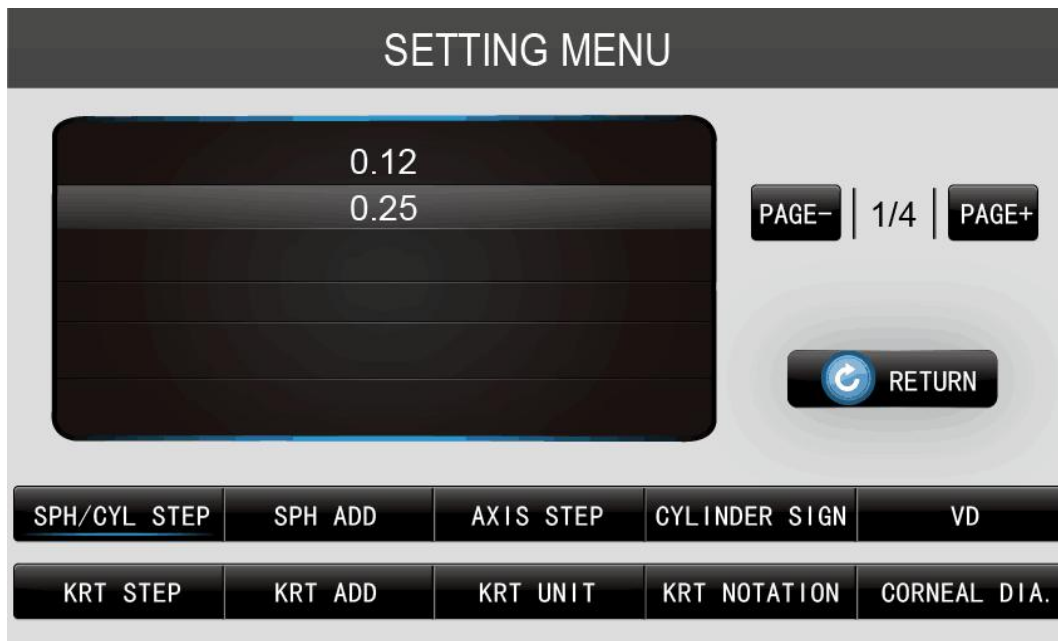 SETTING MENU
0.12
0.25
PAGE- 1/4 PAGE+
RETURN
SPH/CYL STEP SPH ADD AXIS STEP CYLINDER SIGN VD
KRT STEP KRT ADD KRT UNIT KRT NOTATION CORNEAL DIA.